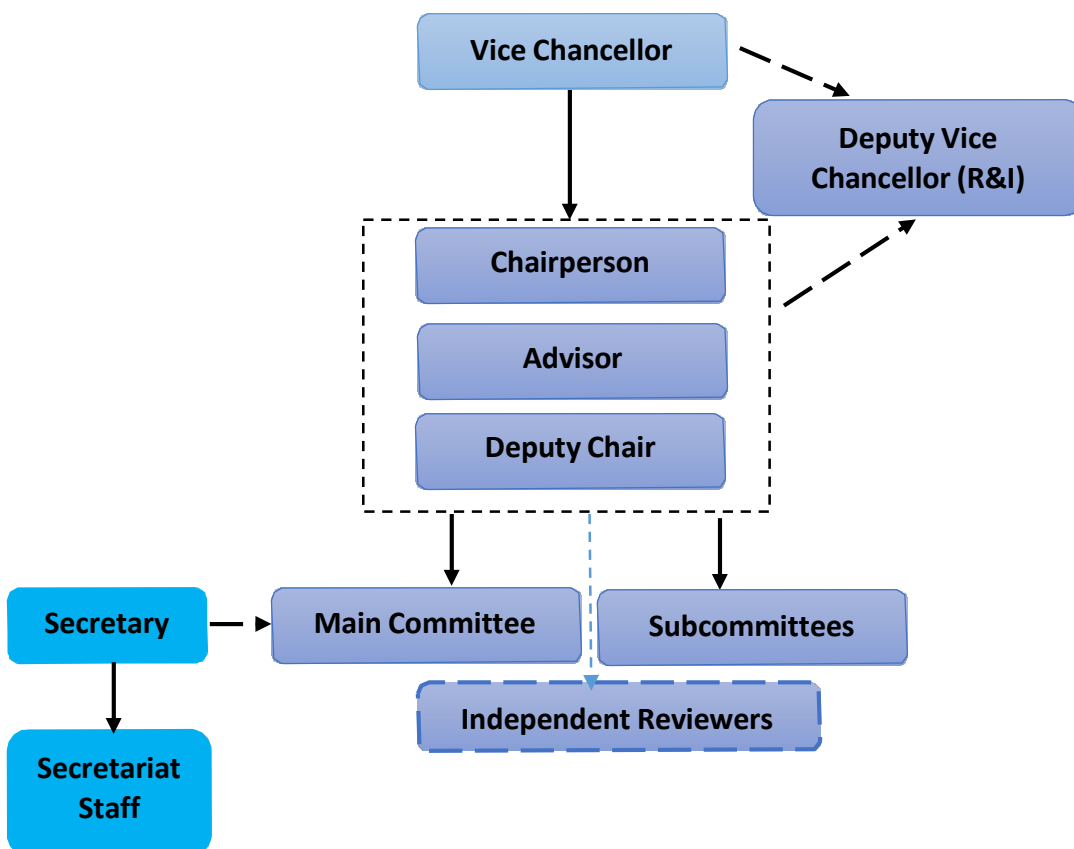 Vice Chancellor
Deputy Vice
Chancellor (R&I)
Chairperson
Advisor
Deputy Chair
Secretary
Main Committee
Subcommittees
Independent Reviewers
Secretariat
Staff